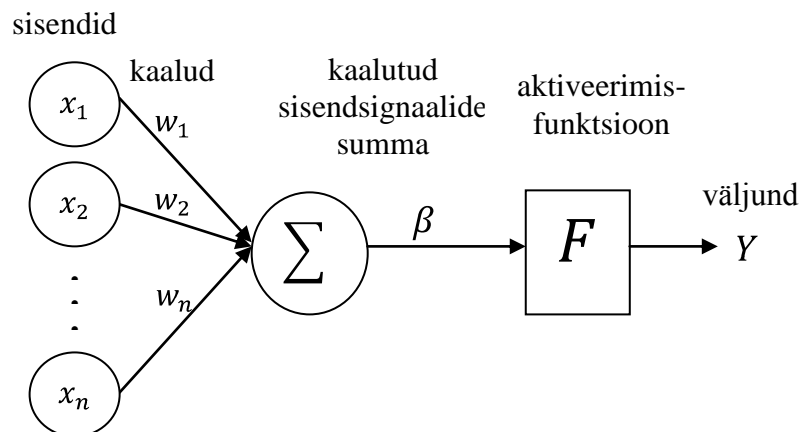 sisendid
kaalud
kaalutud
sisendsignaalide
summa
aktiveerimis-
funktsioon
väljund
x₁
w₁
x₂
w₂
∑
β
F
Y
wₙ
xₙ